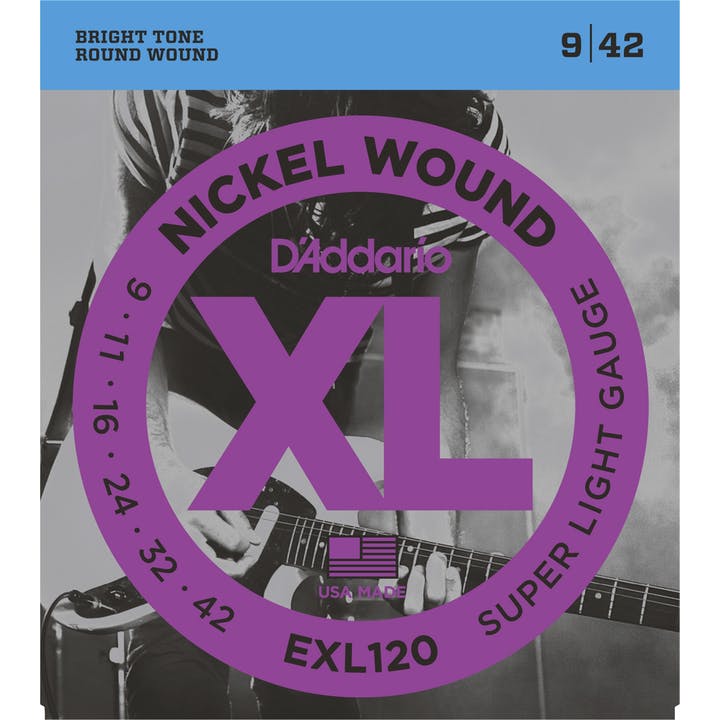 BRIGHT TONE
ROUND WOUND
9|42
NICKEL WOUND
D'Addario
XL
9 · 11 · 16 · 24 · 32 · 42
SUPER LIGHT GAUGE
USA MADE
EXL120